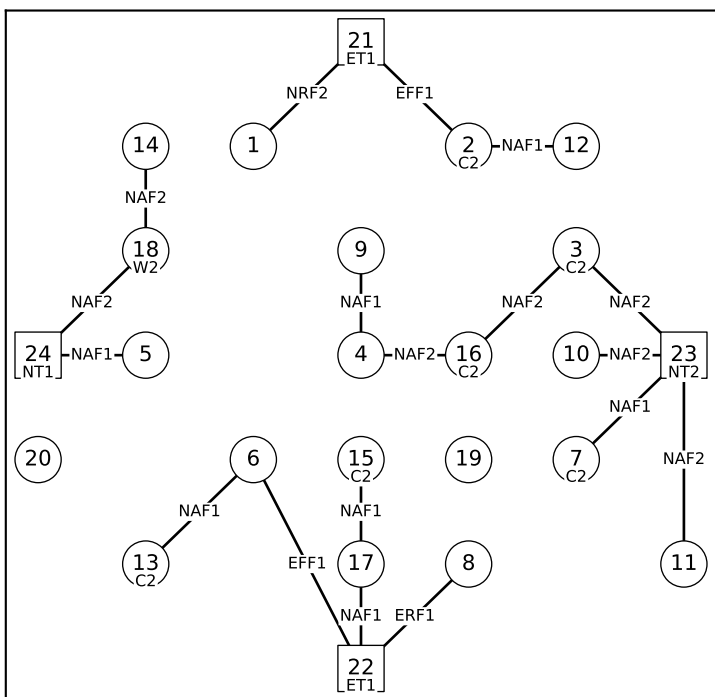 21
ET1
NRF2 EFF1
14 1 2 12
C2 NAF1
NAF2
18 9 3
W2 C2
NAF2 NAF1 NAF2 NAF2
24 5 4 16 10 23
NT1 NAF1 NAF2 C2 NAF2 NT2
NAF1
20 6 15 19 7
C2 C2
NAF2
NAF1 NAF1
13 17 8 11
C2 EFF1
NAF1 ERF1
22
ET1